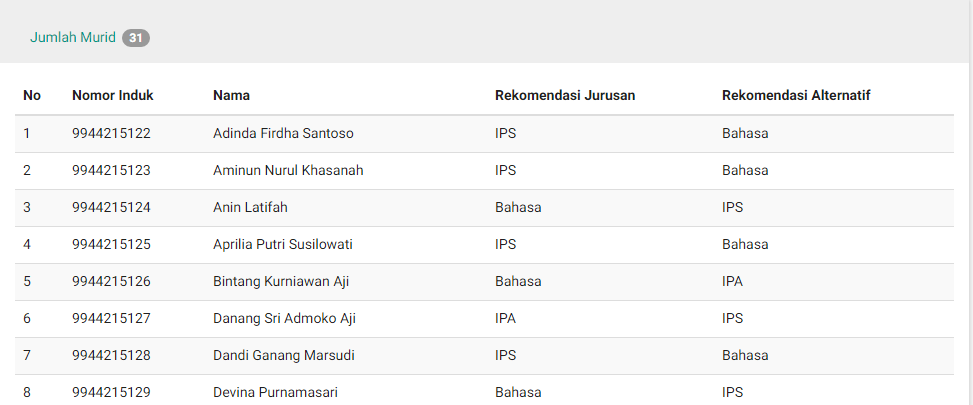 Jumlah Murid 31
No Nomor Induk Nama Rekomendasi Jurusan Rekomendasi Alternatif
1 9944215122 Adinda Firdha Santoso IPS Bahasa
2 9944215123 Aminun Nurul Khasanah IPS Bahasa
3 9944215124 Anin Latifah Bahasa IPS
4 9944215125 Aprilia Putri Susilowati IPS Bahasa
5 9944215126 Bintang Kurniawan Aji Bahasa IPA
6 9944215127 Danang Sri Admoko Aji IPA IPS
7 9944215128 Dandi Ganang Marsudi IPS Bahasa
8 9944215129 Devina Purnamasari Bahasa IPS